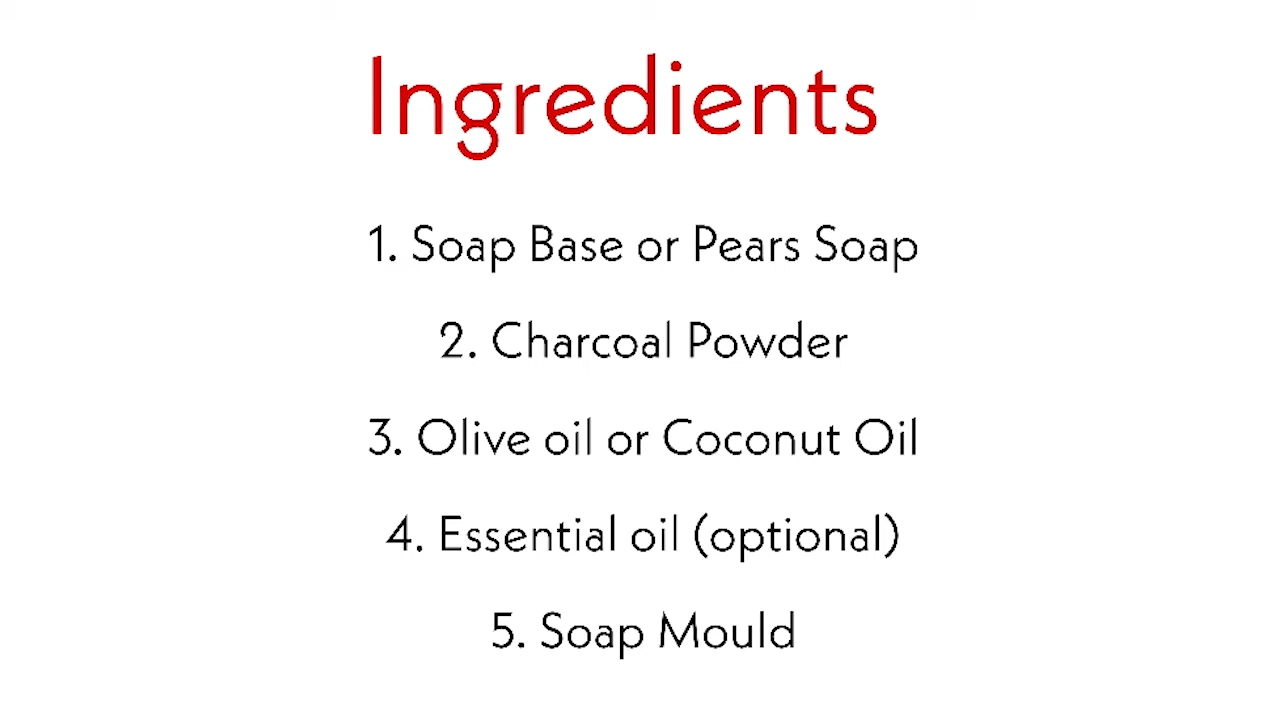 Ingredients
1. Soap Base or Pears Soap
2. Charcoal Powder
3. Olive oil or Coconut Oil
4. Essential oil (optional)
5. Soap Mould